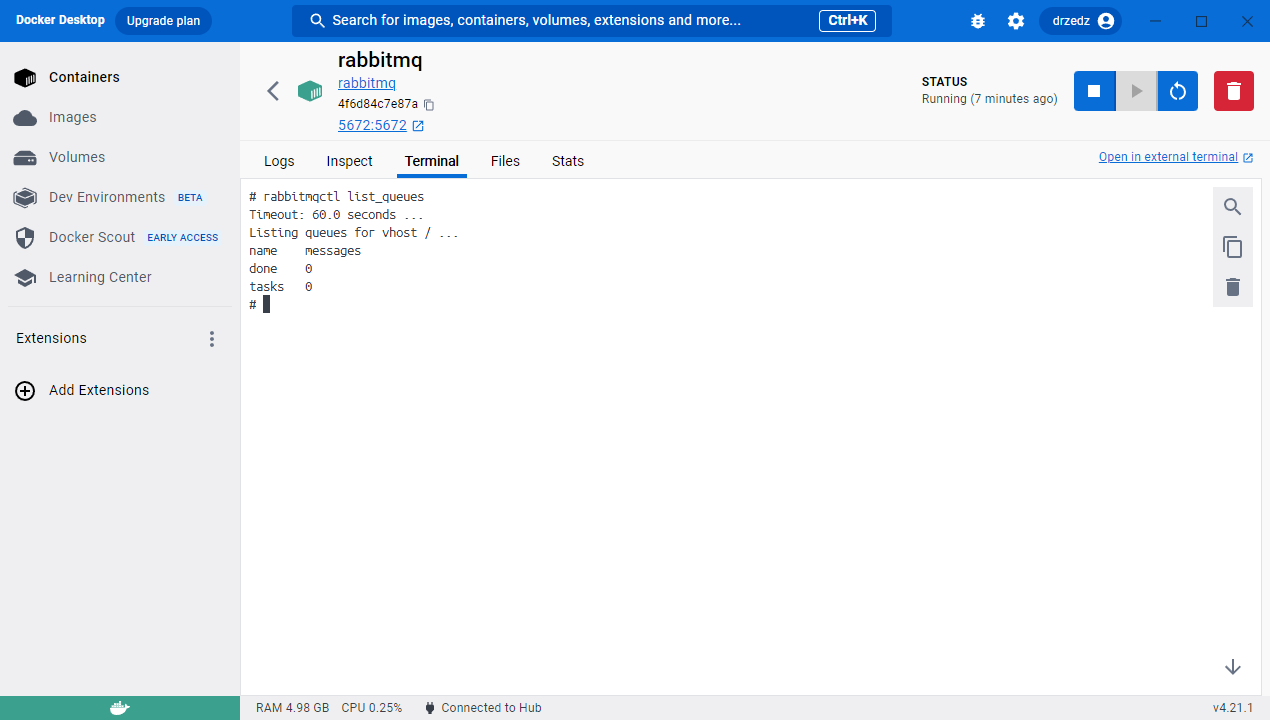 Docker Desktop Upgrade plan Search for images, containers, volumes, extensions and more... Ctrl+K drzedz
Containers
Images
Volumes
Dev Environments BETA
Docker Scout EARLY ACCESS
Learning Center
Extensions
Add Extensions
rabbitmq
rabbitmq
4f6d84c7e87a
5672:5672
STATUS
Running (7 minutes ago)
Logs Inspect Terminal Files Stats Open in external terminal
# rabbitmqctl list_queues
Timeout: 60.0 seconds ...
Listing queues for vhost / ...
name messages
done 0
tasks 0
#
RAM 4.98 GB CPU 0.25% Connected to Hub v4.21.1